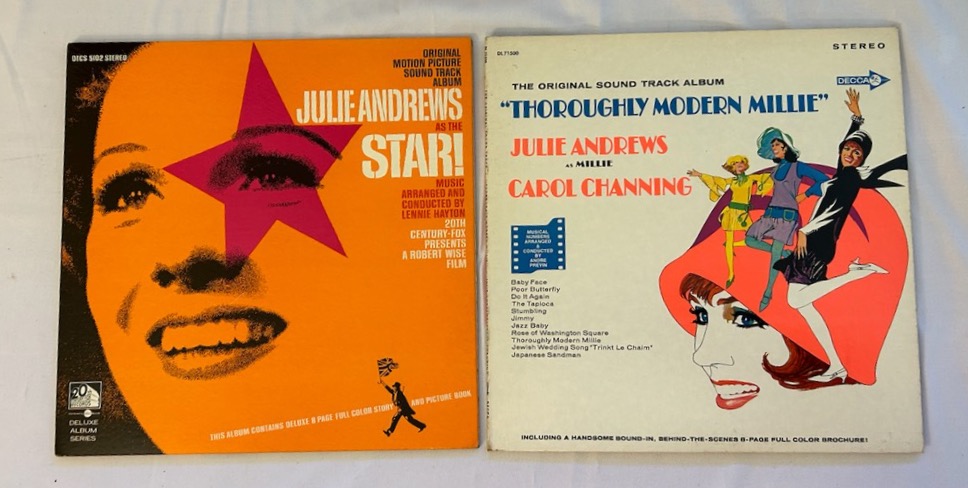 DTCS 5102 STEREO
ORIGINAL
MOTION PICTURE
SOUND TRACK
ALBUM
JULIE ANDREWS
AS THE
STAR!
MUSIC
ARRANGED AND
CONDUCTED BY
LENNIE HAYTON
20TH
CENTURY-FOX
PRESENTS
A ROBERT WISE
FILM
20
DELUXE
ALBUM
SERIES
THIS ALBUM CONTAINS DELUXE 8 PAGE FULL COLOR STORY AND PICTURE BOOK
DL71500
STEREO
THE ORIGINAL SOUND TRACK ALBUM
DECCA
"THOROUGHLY MODERN MILLIE"
JULIE ANDREWS
AS MILLIE
CAROL CHANNING
MUSICAL
NUMBERS
ARRANGED
&
CONDUCTED
BY
ANDRE
PREVIN
Baby Face
Poor Butterfly
Do It Again
The Tapioca
Stumbling
Jimmy
Jazz Baby
Rose of Washington Square
Thoroughly Modern Millie
Jewish Wedding Song "Trinkt Le Chaim"
Japanese Sandman
INCLUDING A HANDSOME BOUND-IN, BEHIND-THE-SCENES 8-PAGE FULL COLOR BROCHURE!